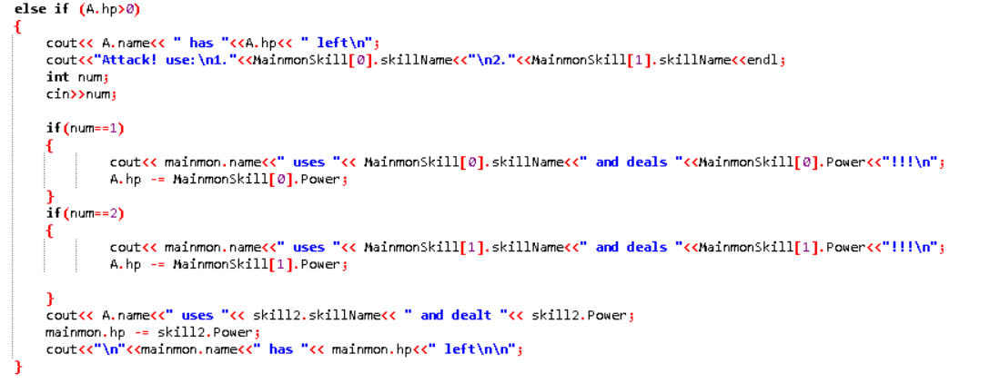 else if (A.hp>0)
{
cout<< A.name<< " has "<<A.hp<< " left\n";
cout<<"Attack! use:\n1."<<MainmonSkill[0].skillName<<"\n2."<<MainmonSkill[1].skillName<<endl;
int num;
cin>>num;
if(num==1)
{
cout<< mainmon.name<<" uses "<< MainmonSkill[0].skillName<<" and deals "<<MainmonSkill[0].Power<<"!!!\n";
A.hp -= MainmonSkill[0].Power;
}
if(num==2)
{
cout<< mainmon.name<<" uses "<< MainmonSkill[1].skillName<<" and deals "<<MainmonSkill[1].Power<<"!!!\n";
A.hp -= MainmonSkill[1].Power;
}
cout<< A.name<<" uses "<< skill2.skillName<< " and dealt "<< skill2.Power;
mainmon.hp -= skill2.Power;
cout<<"\n"<<mainmon.name<<" has "<< mainmon.hp<<" left\n\n";
}